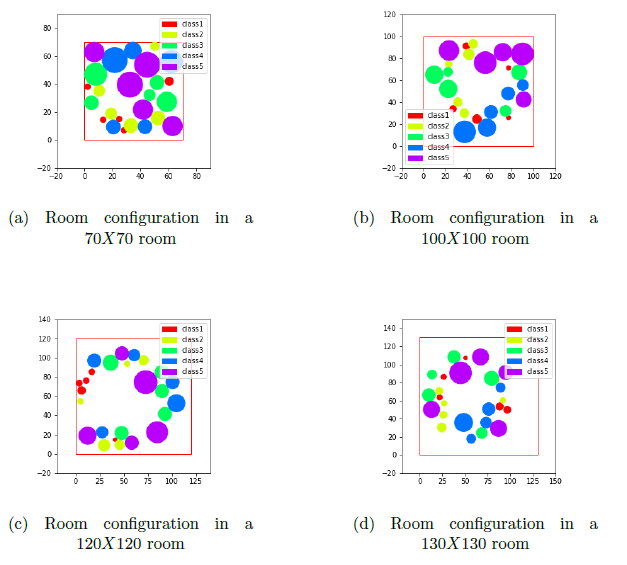 80
60
40
20
0
−20
−20 0 20 40 60 80
class1
class2
class3
class4
class5
(a) Room configuration in a
70X70 room
120
100
80
60
40
20
0
−20
−20 0 20 40 60 80 100 120
class1
class2
class3
class4
class5
(b) Room configuration in a
100X100 room
140
120
100
80
60
40
20
0
−20
0 25 50 75 100 125
class1
class2
class3
class4
class5
(c) Room configuration in a
120X120 room
140
120
100
80
60
40
20
0
−20
0 25 50 75 100 125 150
class1
class2
class3
class4
class5
(d) Room configuration in a
130X130 room